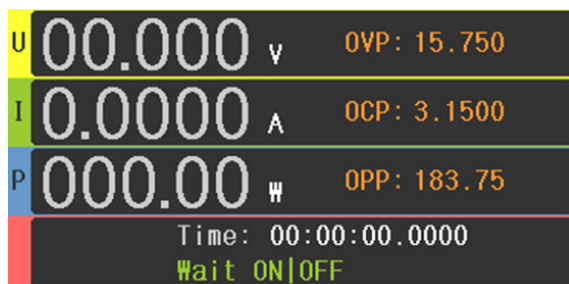 U 00.000 V OVP: 15.750
I 0.0000 A OCP: 3.1500
P 000.00 W OPP: 183.75
Time: 00:00:00.0000
Wait ON|OFF